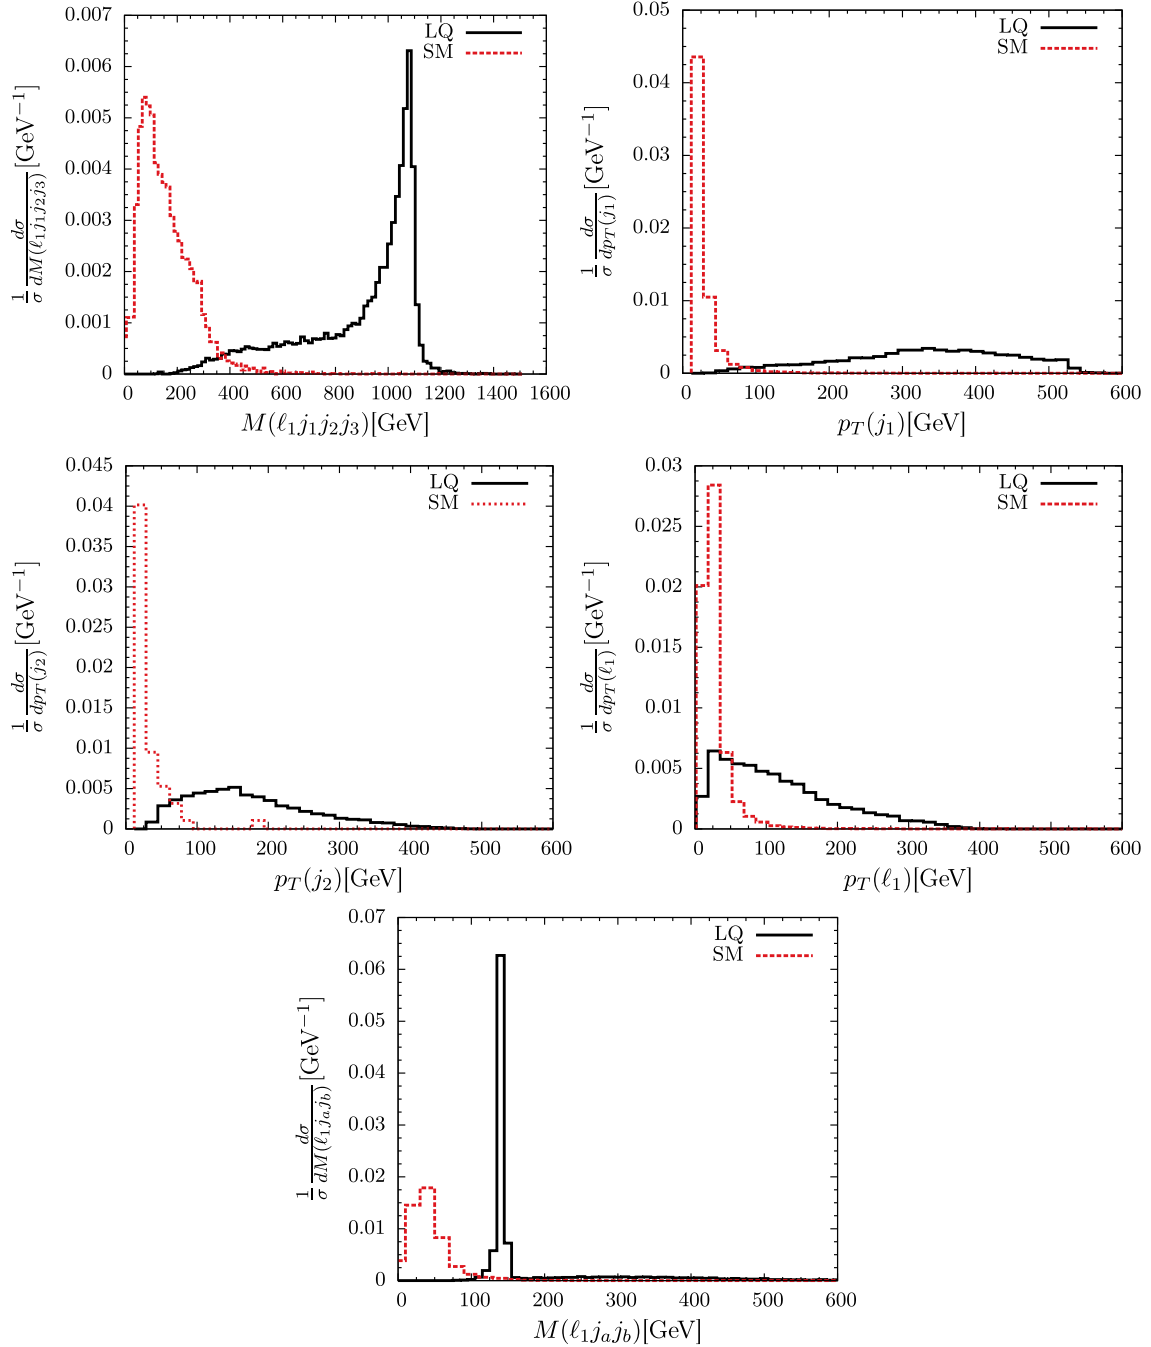 0.007
0.006
0.005
0.004
0.003
0.002
0.001
0
0 200 400 600 800 1000 1200 1400 1600
1/σ dσ/dM(ℓ₁j₁j₂j₃)[GeV⁻¹]
M(ℓ₁j₁j₂j₃)[GeV]
LQ
SM
0.05
0.04
0.03
0.02
0.01
0
0 100 200 300 400 500 600
1/σ dσ/dp_T(j₁)[GeV⁻¹]
p_T(j₁)[GeV]
LQ
SM
0.045
0.04
0.035
0.03
0.025
0.02
0.015
0.01
0.005
0
0 100 200 300 400 500 600
1/σ dσ/dp_T(j₂)[GeV⁻¹]
p_T(j₂)[GeV]
LQ
SM
0.03
0.025
0.02
0.015
0.01
0.005
0
0 100 200 300 400 500 600
1/σ dσ/dp_T(ℓ₁)[GeV⁻¹]
p_T(ℓ₁)[GeV]
LQ
SM
0.07
0.06
0.05
0.04
0.03
0.02
0.01
0
0 100 200 300 400 500 600
1/σ dσ/dM(ℓ₁j_aj_b)[GeV⁻¹]
M(ℓ₁j_aj_b)[GeV]
LQ
SM